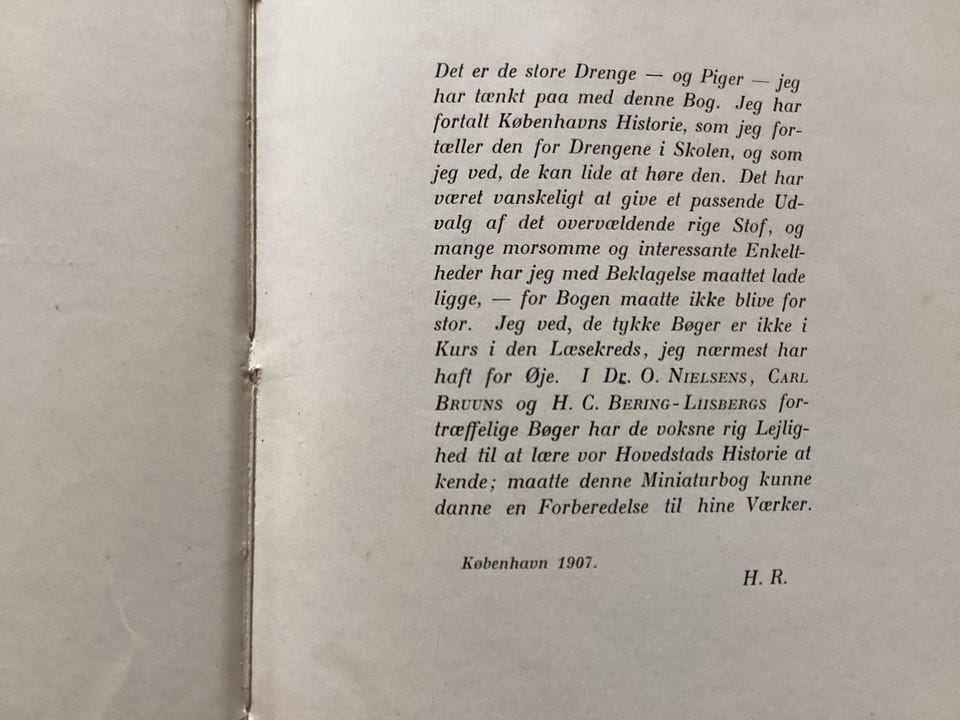 Det er de store Drenge — og Piger — jeg
har tænkt paa med denne Bog. Jeg har
fortalt Københavns Historie, som jeg for-
tæller den for Drengene i Skolen, og som
jeg ved, de kan lide at høre den. Det har
været vanskeligt at give et passende Ud-
valg af det overvældende rige Stof, og
mange morsomme og interessante Enkelt-
heder har jeg med Beklagelse maattet lade
ligge, — for Bogen maatte ikke blive for
stor. Jeg ved, de tykke Bøger er ikke i
Kurs i den Læsekreds, jeg nærmest har
haft for Øje. I Dr. O. NIELSENS, CARL
BRUUNS og H. C. BERING-LIISBERGS for-
træffelige Bøger har de voksne rig Lejlig-
hed til at lære vor Hovedstads Historie at
kende; maatte denne Miniaturbog kunne
danne en Forberedelse til hine Værker.
København 1907.
H. R.